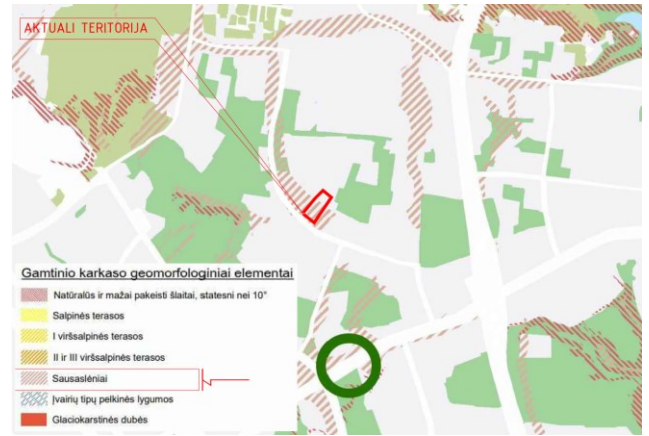 AKTUALI TERITORIJA
Gamtinio karkaso geomorfologiniai elementai
Natūralūs ir mažai pakeisti šlaitai, statesni nei 10°
Salpinės terasos
I viršsalpinės terasos
II ir III viršsalpinės terasos
Sausaslėniai
Įvairių tipų pelkinės lygumos
Glaciokarstinės dubės